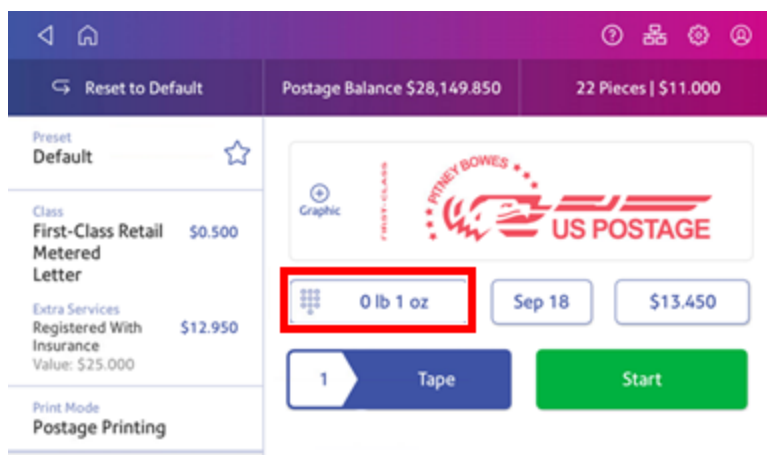 Reset to Default
Postage Balance $28,149.850
22 Pieces | $11.000
Preset
Default
Class
First-Class Retail $0.500
Metered
Letter
Extra Services
Registered With $12.950
Insurance
Value: $25.000
Print Mode
Postage Printing
Graphic
FIRST-CLASS
PITNEY BOWES
US POSTAGE
0 lb 1 oz
Sep 18
$13.450
1
Tape
Start